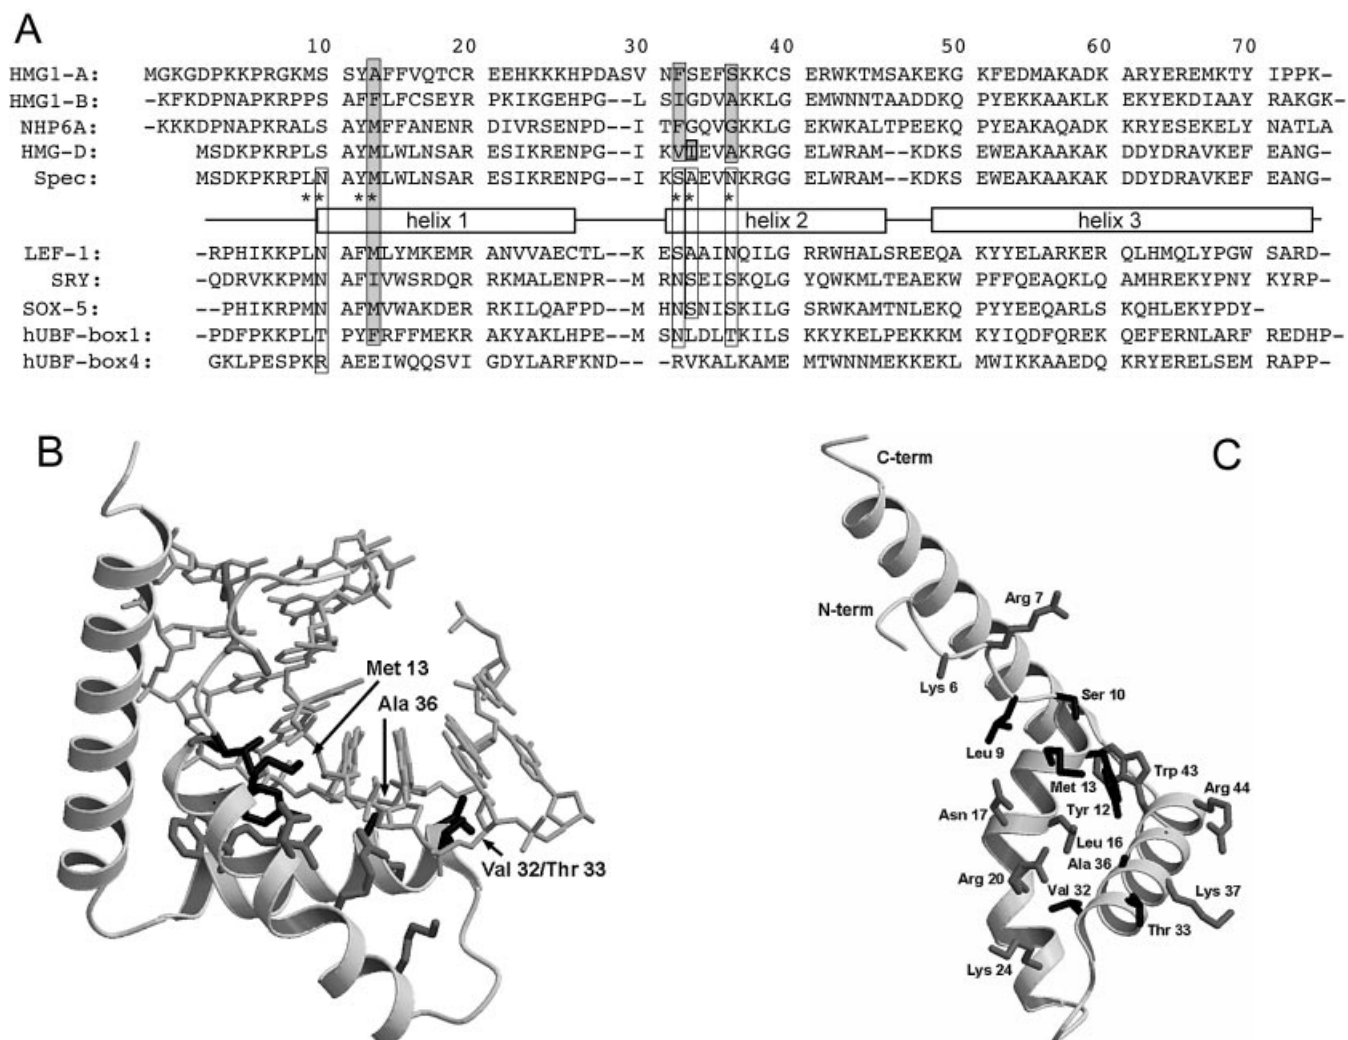 A
10 20 30 40 50 60 70
HMG1-A: MGKGDPKKPRGKMS SYAFFVQTCR EEHKKKHPDASV NFSEFSKKCS ERWKTMSAKEKG KFEDMAKADK ARYEREMKTY IPPK-
HMG1-B: -KFKDPNAPKRPPS AFFLFCSEYR PKIKGEHPG--L SIGDVAKKLG EMWNNTAADDKQ PYEKKAAKLK EKYEKDIAAY RAKGK-
NHP6A: -KKKDPNAPKRALS AYMFFANENR DIVRSENPD--I TFGQVGKKLG EKWKALTPEEKQ PYEAKAQADK KRYESEKELY NATLA
HMG-D: MSDKPKRPLS AYMLWLNSAR ESIKRENPG--I KVTEVAKRGG ELWRAM--KDKS EWEAKAAKAK DDYDRAVKEF EANG-
Spec: MSDKPKRPLN AYMLWLNSAR ESIKRENPG--I KSAEVNKRGG ELWRAM--KDKS EWEAKAAKAK DDYDRAVKEF EANG-
* * * * * * *
helix 1 helix 2 helix 3
LEF-1: -RPHIKKPLN AFMLYMKEMR ANVVAECTL--K ESAAINQILG RRWHALSREEQA KYYELARKER QLHMQLYPGW SARD-
SRY: -QDRVKKPMN AFIVWSRDQR RKMALENPR--M RNSEISKQLG YQWKMLTEAEKW PFFQEAQKLQ AMHREKYPNY KYRP-
SOX-5: --PHIKRPMN AFMVWAKDER RKILQAFPD--M HNSNISKILG SRWKAMTNLEKQ PYYEEQARLS KQHLEKYPDY-
hUBF-box1: --PDFPKKPLT PYFRFFMEKR AKYAKLHPE--M SNLDLTKILS KKYKELPEKKKM KYIQDFQREK QEFERNLARF REDHP-
hUBF-box4: GKLPESPKR AEEIWQQSVI GDYLARFKND-- -RVKALKAME MTWNNMEKKEKL MWIKKAAEDQ KRYERELSEM RAPP-
B
Met 13
Ala 36
Val 32/Thr 33
C
C-term
N-term
Arg 7
Lys 6
Ser 10
Leu 9
Met 13
Trp 43
Tyr 12
Arg 44
Asn 17
Leu 16
Ala 36
Arg 20
Val 32
Lys 37
Thr 33
Lys 24